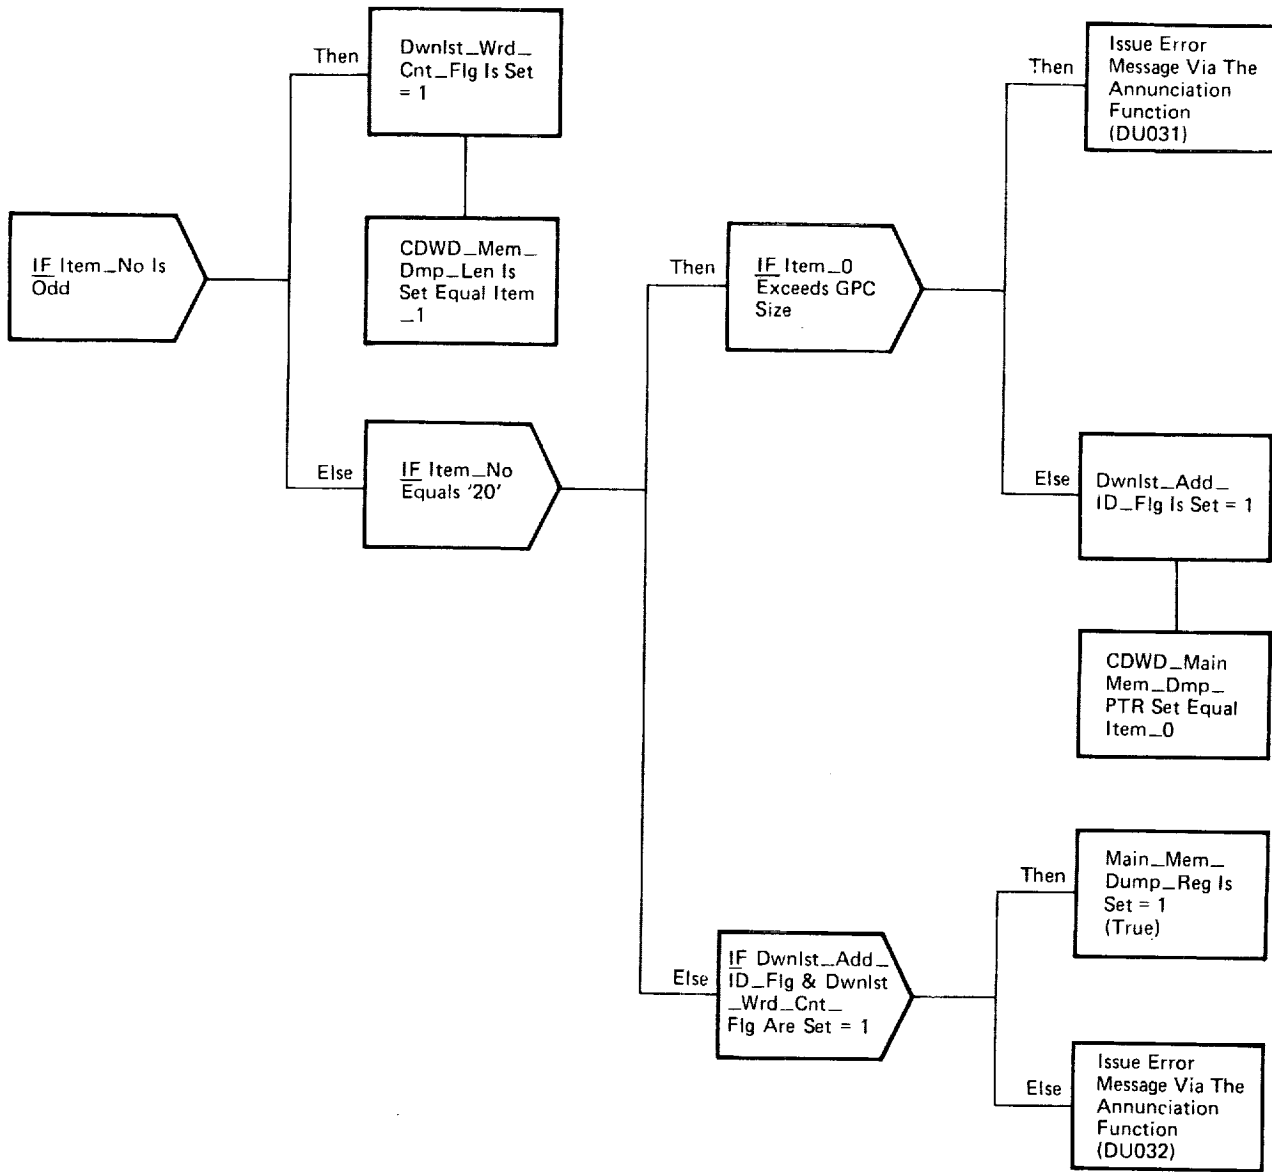 IF Item_No Is
Odd
Then
Dwnlst_Wrd_
Cnt_Flg Is Set
= 1
CDWD_Mem_
Dmp_Len Is
Set Equal Item
_1
Else
IF Item_No
Equals '20'
Then
IF Item_0
Exceeds GPC
Size
Then
Issue Error
Message Via The
Annunciation
Function
(DU031)
Else
Dwnlst_Add_
ID_Flg Is Set = 1
CDWD_Main
Mem_Dmp_
PTR Set Equal
Item_0
Else
IF Dwnlst_Add_
ID_Flg & Dwnlst
_Wrd_Cnt_
Flg Are Set = 1
Then
Main_Mem_
Dump_Reg Is
Set = 1
(True)
Else
Issue Error
Message Via The
Annunciation
Function
(DU032)